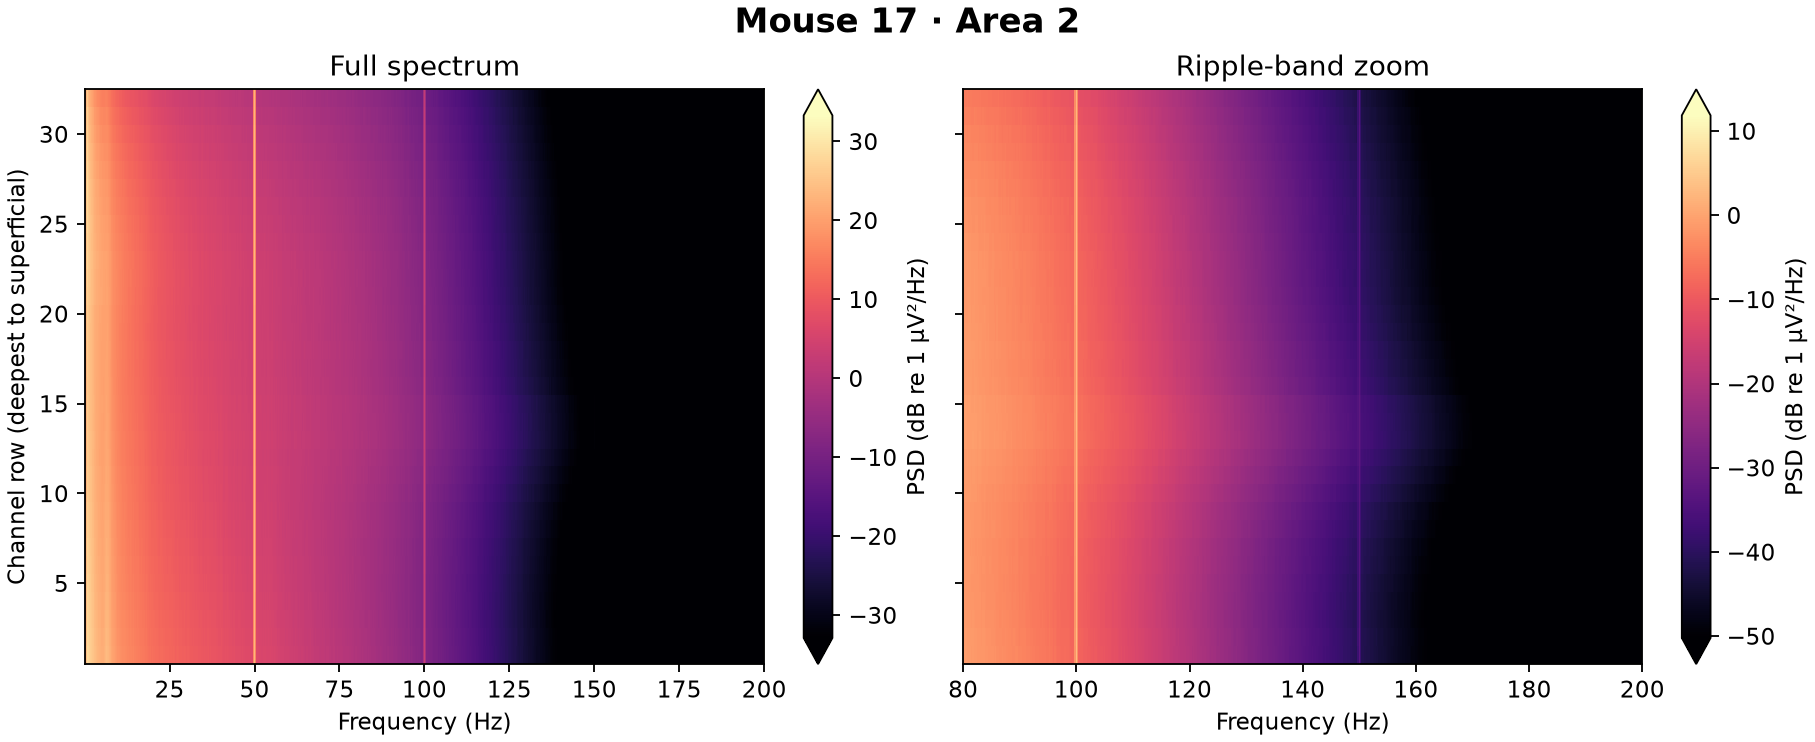 Mouse 17 · Area 2
Full spectrum
Channel row (deepest to superficial)
30
25
20
15
10
5
25 50 75 100 125 150 175 200
Frequency (Hz)
30
20
10
0
−10
−20
−30
PSD (dB re 1 µV²/Hz)
Ripple-band zoom
80 100 120 140 160 180 200
Frequency (Hz)
10
0
−10
−20
−30
−40
−50
PSD (dB re 1 µV²/Hz)